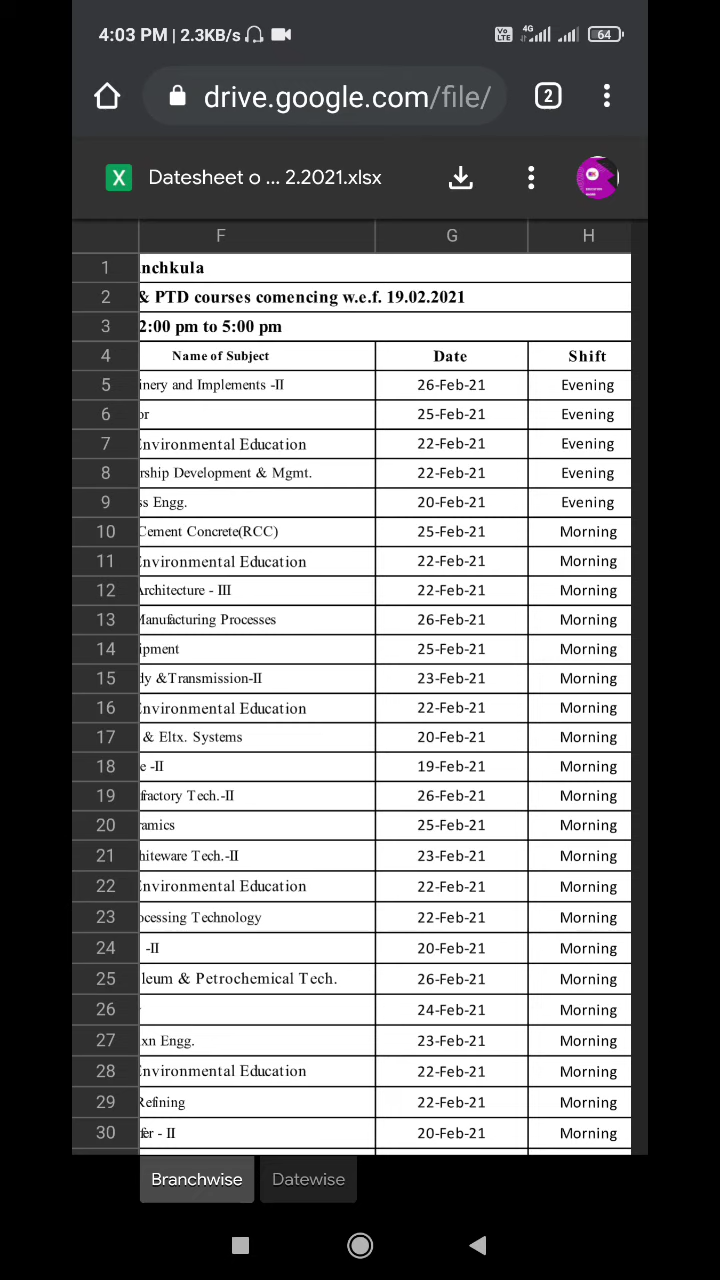 4:03 PM | 2.3KB/s Vo LTE 4G 64
drive.google.com/file/ 2
X Datesheet o ... 2.2021.xlsx
F G H
1 nchkula
2 & PTD courses comencing w.e.f. 19.02.2021
3 2:00 pm to 5:00 pm
4 Name of Subject Date Shift
5 inery and Implements -II 26-Feb-21 Evening
6 or 25-Feb-21 Evening
7 Environmental Education 22-Feb-21 Evening
8 rship Development & Mgmt. 22-Feb-21 Evening
9 ss Engg. 20-Feb-21 Evening
10 Cement Concrete(RCC) 25-Feb-21 Morning
11 Environmental Education 22-Feb-21 Morning
12 Architecture - III 22-Feb-21 Morning
13 Manufacturing Processes 26-Feb-21 Morning
14 ipment 25-Feb-21 Morning
15 dy &Transmission-II 23-Feb-21 Morning
16 Environmental Education 22-Feb-21 Morning
17 & Eltx. Systems 20-Feb-21 Morning
18 e -II 19-Feb-21 Morning
19 factory Tech.-II 26-Feb-21 Morning
20 ramics 25-Feb-21 Morning
21 hiteware Tech.-II 23-Feb-21 Morning
22 Environmental Education 22-Feb-21 Morning
23 ocessing Technology 22-Feb-21 Morning
24 -II 20-Feb-21 Morning
25 leum & Petrochemical Tech. 26-Feb-21 Morning
26 24-Feb-21 Morning
27 xn Engg. 23-Feb-21 Morning
28 Environmental Education 22-Feb-21 Morning
29 Refining 22-Feb-21 Morning
30 fer - II 20-Feb-21 Morning
Branchwise Datewise